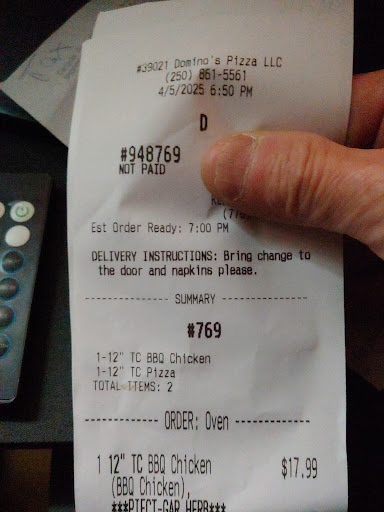 #39021 Domino's Pizza LLC
(250) 861-5561
4/5/2025 6:50 PM
D
#948769
NOT PAID
Est Order Ready: 7:00 PM
DELIVERY INSTRUCTIONS: Bring change to
the door and napkins please.
SUMMARY
#769
1-12" TC BBQ Chicken
1-12" TC Pizza
TOTAL ITEMS: 2
ORDER: Oven
1 12" TC BBQ Chicken $17.99
(BBQ Chicken),